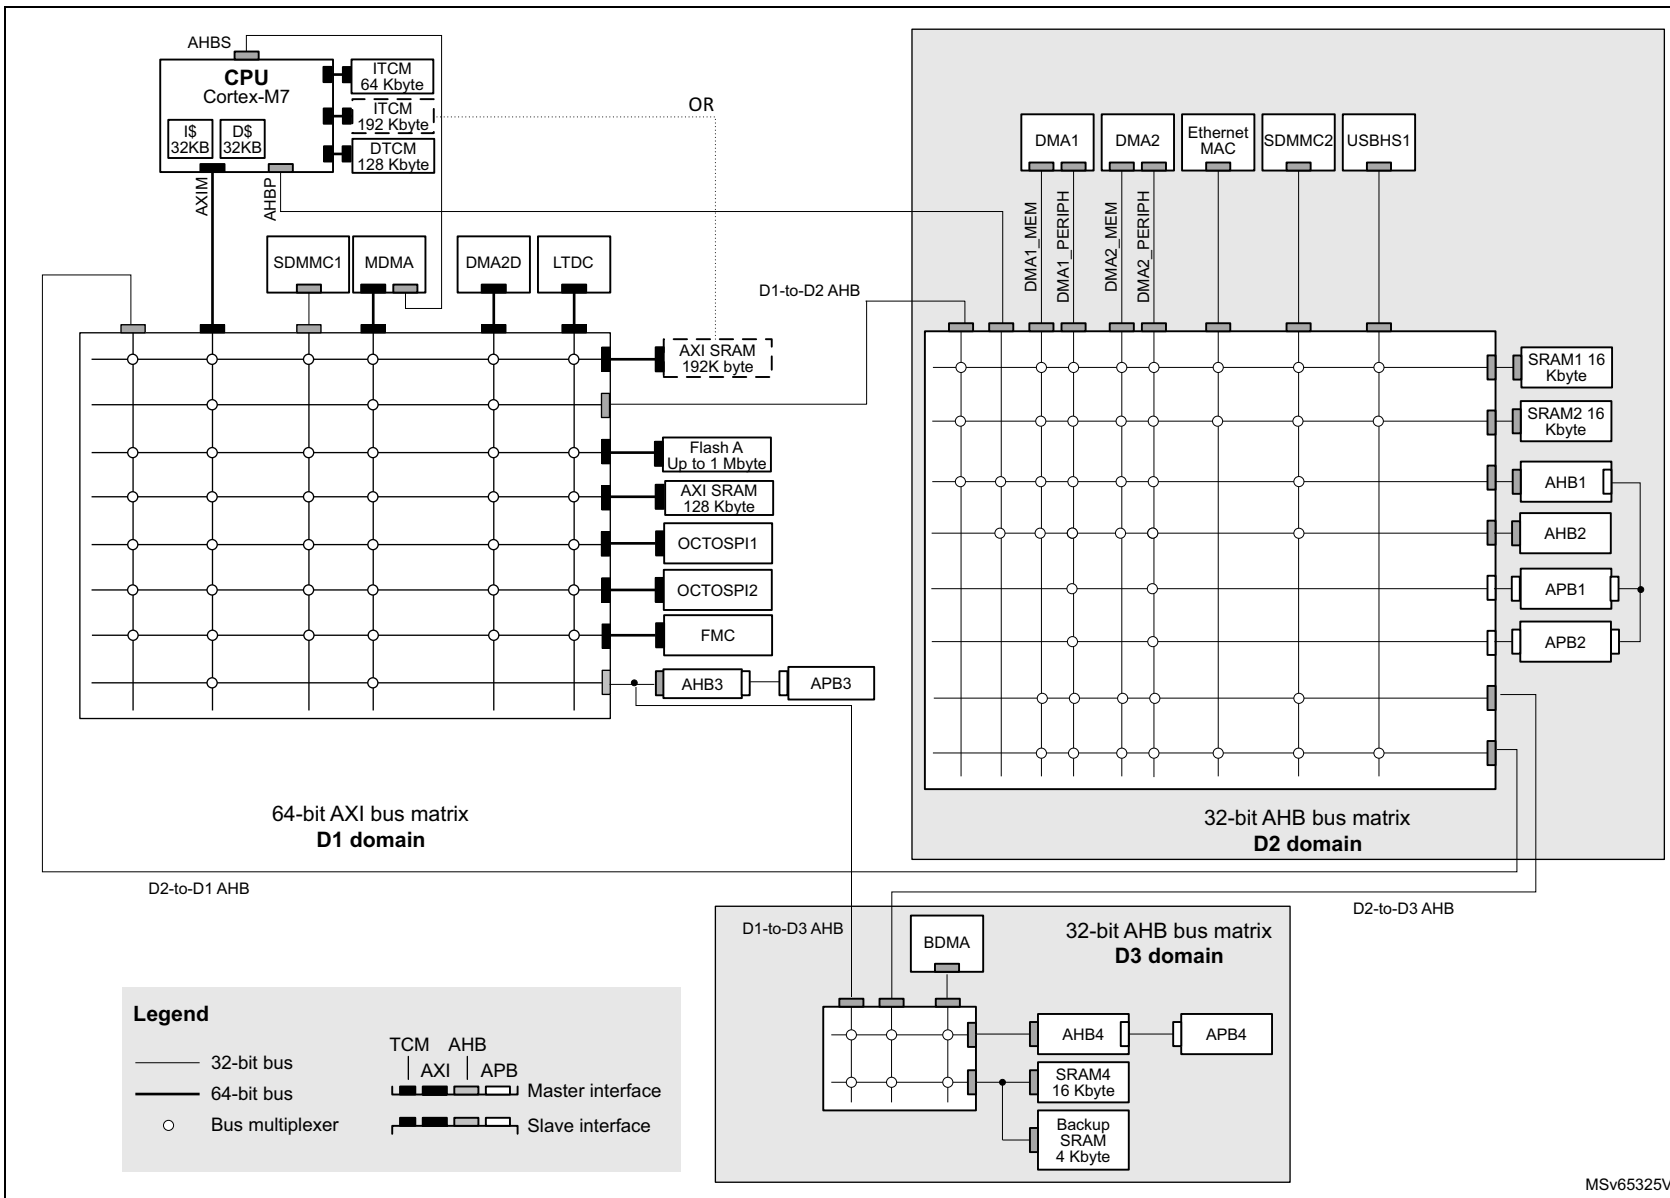 AHBS
CPU
Cortex-M7
I$
32KB
D$
32KB
ITCM
64 Kbyte
ITCM
192 Kbyte
DTCM
128 Kbyte
OR
AXIM
AHBP
SDMMC1
MDMA
DMA2D
LTDC
D1-to-D2 AHB
AXI SRAM
192K byte
Flash A
Up to 1 Mbyte
AXI SRAM
128 Kbyte
OCTOSPI1
OCTOSPI2
FMC
AHB3
APB3
64-bit AXI bus matrix
D1 domain
DMA1
DMA2
Ethernet
MAC
SDMMC2
USBHS1
DMA1_MEM
DMA1_PERIPH
DMA2_MEM
DMA2_PERIPH
SRAM1 16
Kbyte
SRAM2 16
Kbyte
AHB1
AHB2
APB1
APB2
32-bit AHB bus matrix
D2 domain
D2-to-D1 AHB
D2-to-D3 AHB
D1-to-D3 AHB
BDMA
32-bit AHB bus matrix
D3 domain
AHB4
APB4
SRAM4
16 Kbyte
Backup
SRAM
4 Kbyte
Legend
32-bit bus
64-bit bus
Bus multiplexer
TCM
AHB
AXI
APB
Master interface
Slave interface
MSv65325V